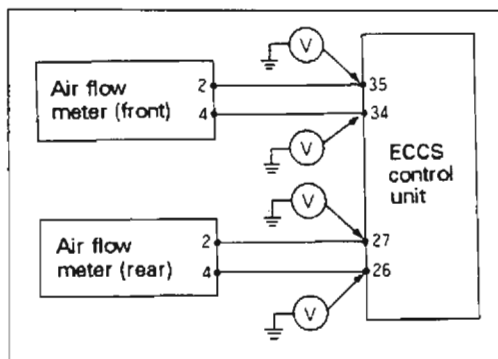 V
2
35
Air flow
meter (front)
4
34
V
ECCS
control
unit
V
2
27
Air flow
meter (rear)
4
26
V